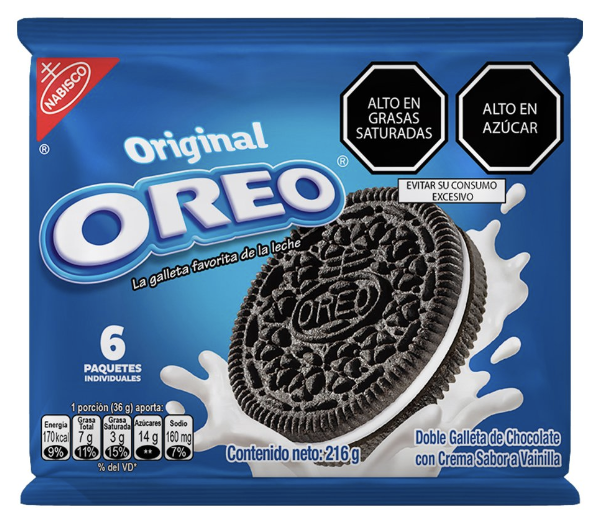 NABISCO
®
Original
OREO
®
La galleta favorita de la leche
ALTO EN
GRASAS
SATURADAS
ALTO EN
AZÚCAR
EVITAR SU CONSUMO
EXCESIVO
OREO
6
PAQUETES
INDIVIDUALES
1 porción (36 g) aporta:
Energía
170 kcal
9%
Grasa
Total
7 g
11%
Grasa
Saturada
3 g
15%
Azúcares
14 g
**
Sodio
160 mg
7%
% del VD*
Contenido neto: 216 g
Doble Galleta de Chocolate
con Crema Sabor a Vainilla